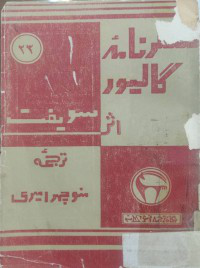 سفرنامهٔ
گالیور
۲۲
اثر
سویفت
ترجمهٔ
منوچهر امیری